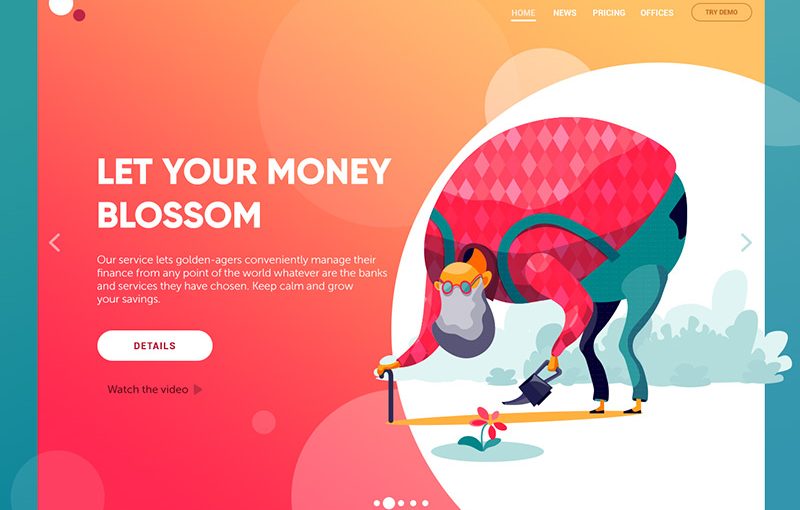 HOME NEWS PRICING OFFICES TRY DEMO
LET YOUR MONEY
BLOSSOM
Our service lets golden-agers conveniently manage their
finance from any point of the world whatever are the banks
and services they have chosen. Keep calm and grow
your savings.
DETAILS
Watch the video